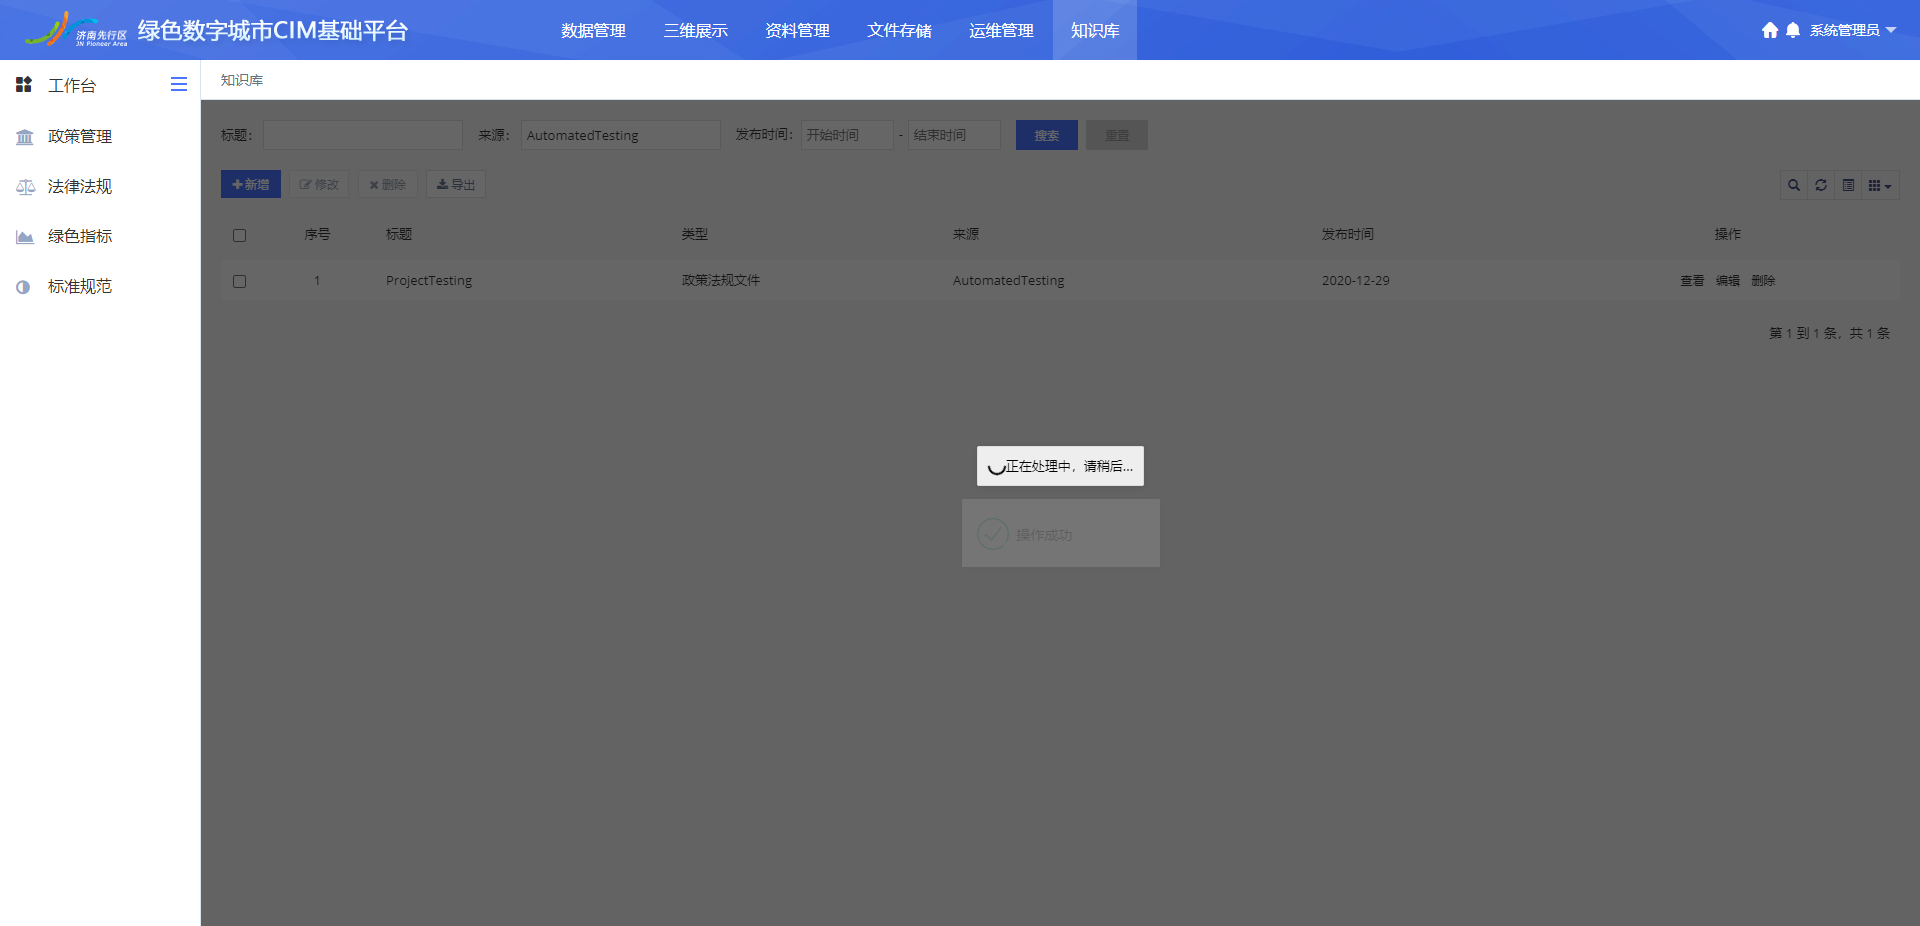 济南先行区
JN Pioneer Area
绿色数字城市CIM基础平台
数据管理 三维展示 资料管理 文件存储 运维管理 知识库
系统管理员
工作台
政策管理
法律法规
绿色指标
标准规范
知识库
标题： 来源： AutomatedTesting 发布时间： 开始时间 - 结束时间 搜索 重置
新增 修改 删除 导出
序号 标题 类型 来源 发布时间 操作
1 ProjectTesting 政策法规文件 AutomatedTesting 2020-12-29 查看 编辑 删除
第 1 到 1 条，共 1 条
正在处理中，请稍后...
操作成功